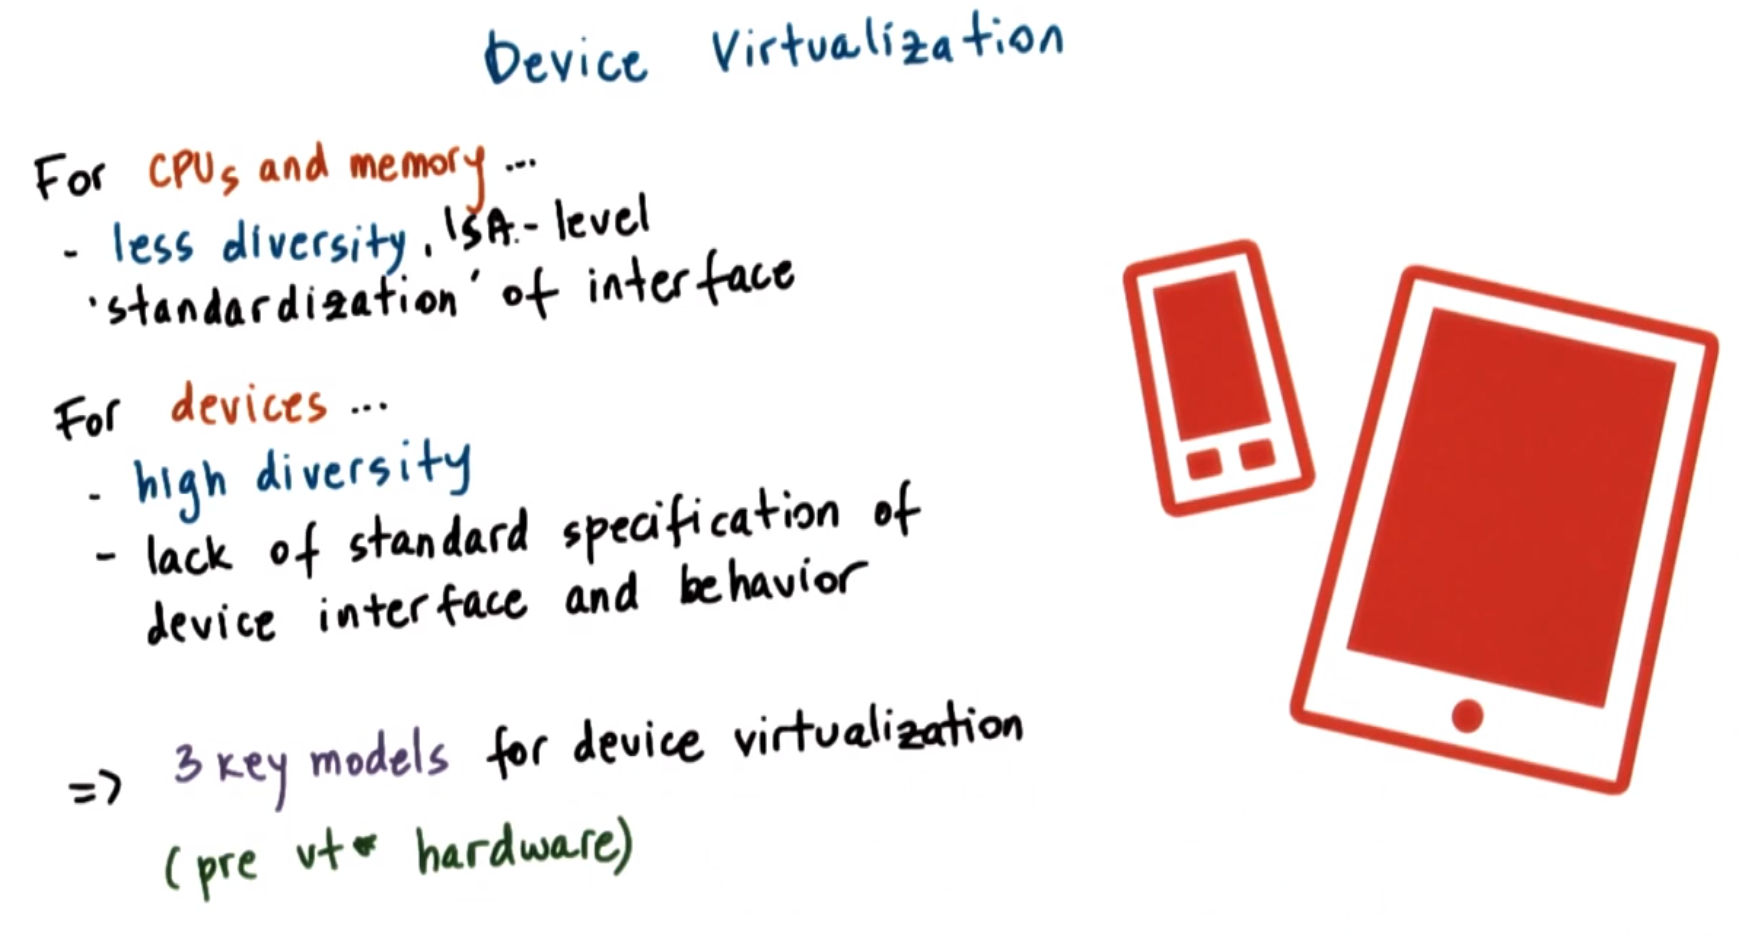 Device Virtualization
For CPUs and memory ...
- less diversity, ISA-level
'standardization' of interface
For devices ...
- high diversity
- lack of standard specification of
device interface and behavior
=> 3 key models for device virtualization
(pre vt* hardware)